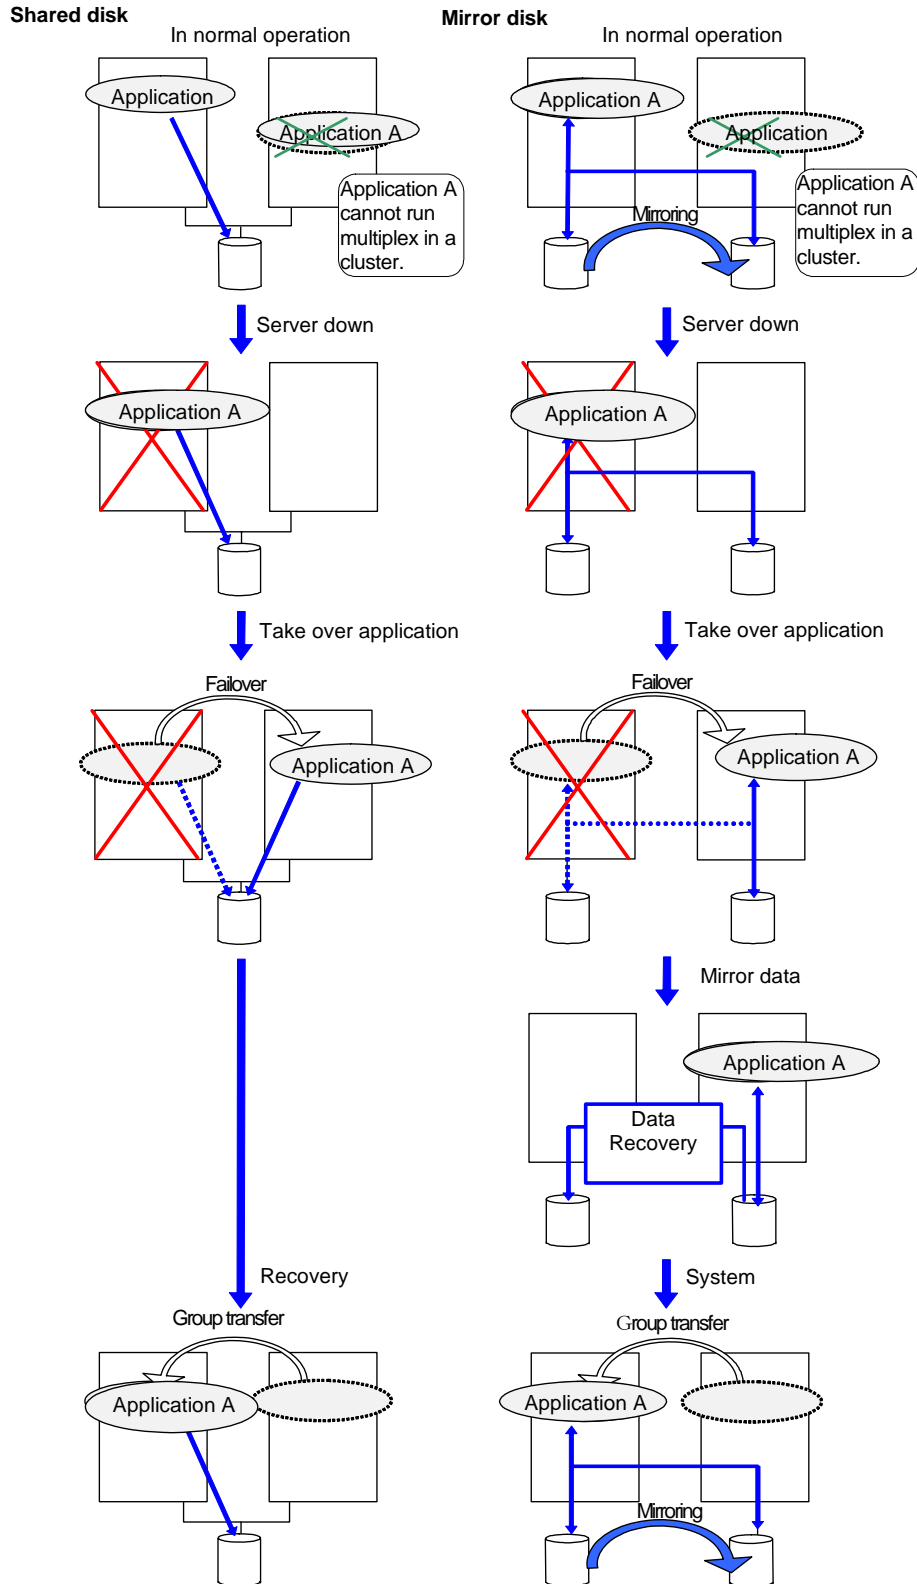 Shared disk
In normal operation
Application
Application A
Application A
cannot run
multiplex in a
cluster.
Server down
Application A
Take over application
Failover
Application A
Recovery
Group transfer
Application A
Mirror disk
In normal operation
Application A
Application
Application A
cannot run
multiplex in a
cluster.
Mirroring
Server down
Application A
Take over application
Failover
Application A
Mirror data
Application A
Data
Recovery
System
Group transfer
Application A
Mirroring